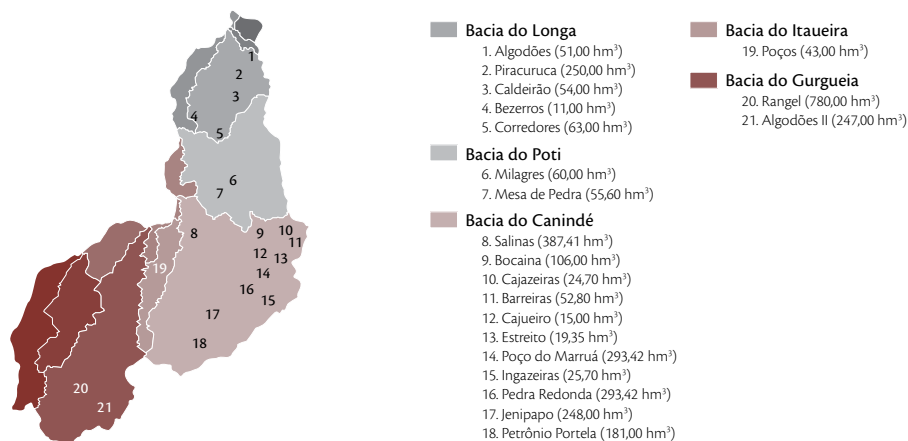 1
2
3
4
5
6
7
8
9
10
11
12
13
14
15
16
17
18
19
20
21
Bacia do Longa
1. Algodões (51,00 hm³)
2. Piracuruca (250,00 hm³)
3. Caldeirão (54,00 hm³)
4. Bezerros (11,00 hm³)
5. Corredores (63,00 hm³)
Bacia do Poti
6. Milagres (60,00 hm³)
7. Mesa de Pedra (55,60 hm³)
Bacia do Canindé
8. Salinas (387,41 hm³)
9. Bocaina (106,00 hm³)
10. Cajazeiras (24,70 hm³)
11. Barreiras (52,80 hm³)
12. Cajueiro (15,00 hm³)
13. Estreito (19,35 hm³)
14. Poço do Marruá (293,42 hm³)
15. Ingazeiras (25,70 hm³)
16. Pedra Redonda (293,42 hm³)
17. Jenipapo (248,00 hm³)
18. Petrônio Portela (181,00 hm³)
Bacia do Itaueira
19. Poços (43,00 hm³)
Bacia do Gurgueia
20. Rangel (780,00 hm³)
21. Algodões II (247,00 hm³)